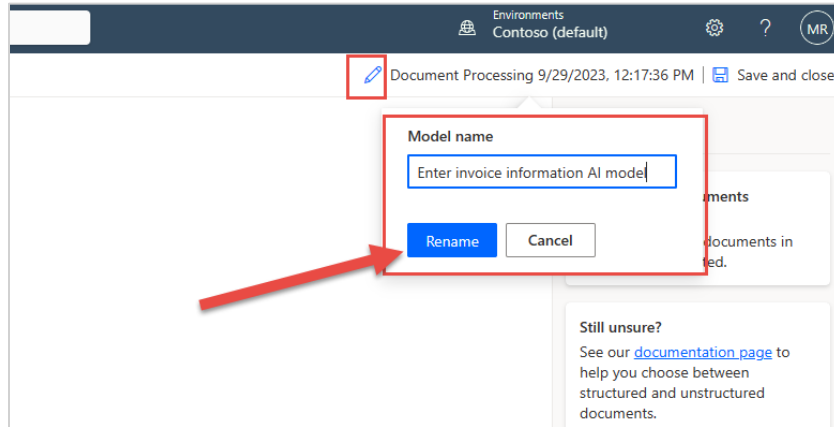 Environments
Contoso (default)
?
MR
Document Processing 9/29/2023, 12:17:36 PM | Save and close
Model name
Enter invoice information AI model
Rename
Cancel
documents in
Still unsure?
See our documentation page to
help you choose between
structured and unstructured
documents.